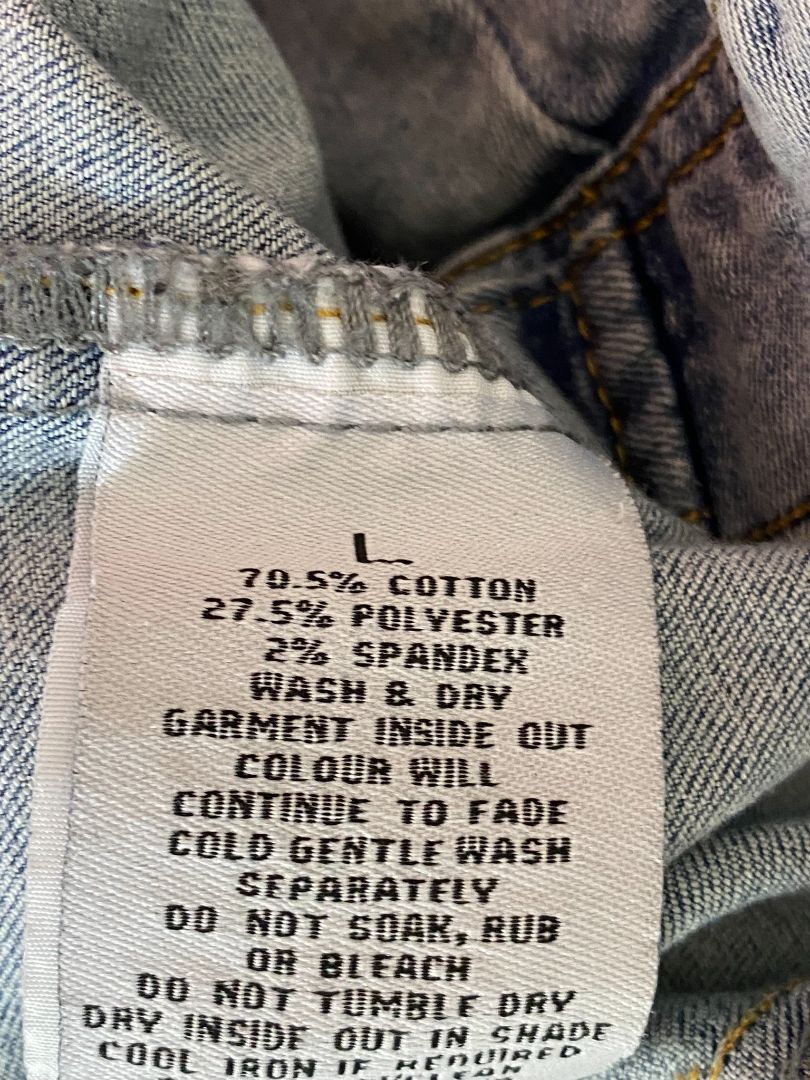 L
70.5% COTTON
27.5% POLYESTER
2% SPANDEX
WASH & DRY
GARMENT INSIDE OUT
COLOUR WILL
CONTINUE TO FADE
COLD GENTLE WASH
SEPARATELY
DO NOT SOAK, RUB
OR BLEACH
DO NOT TUMBLE DRY
DRY INSIDE OUT IN SHADE
COOL IRON IF REQUIRED